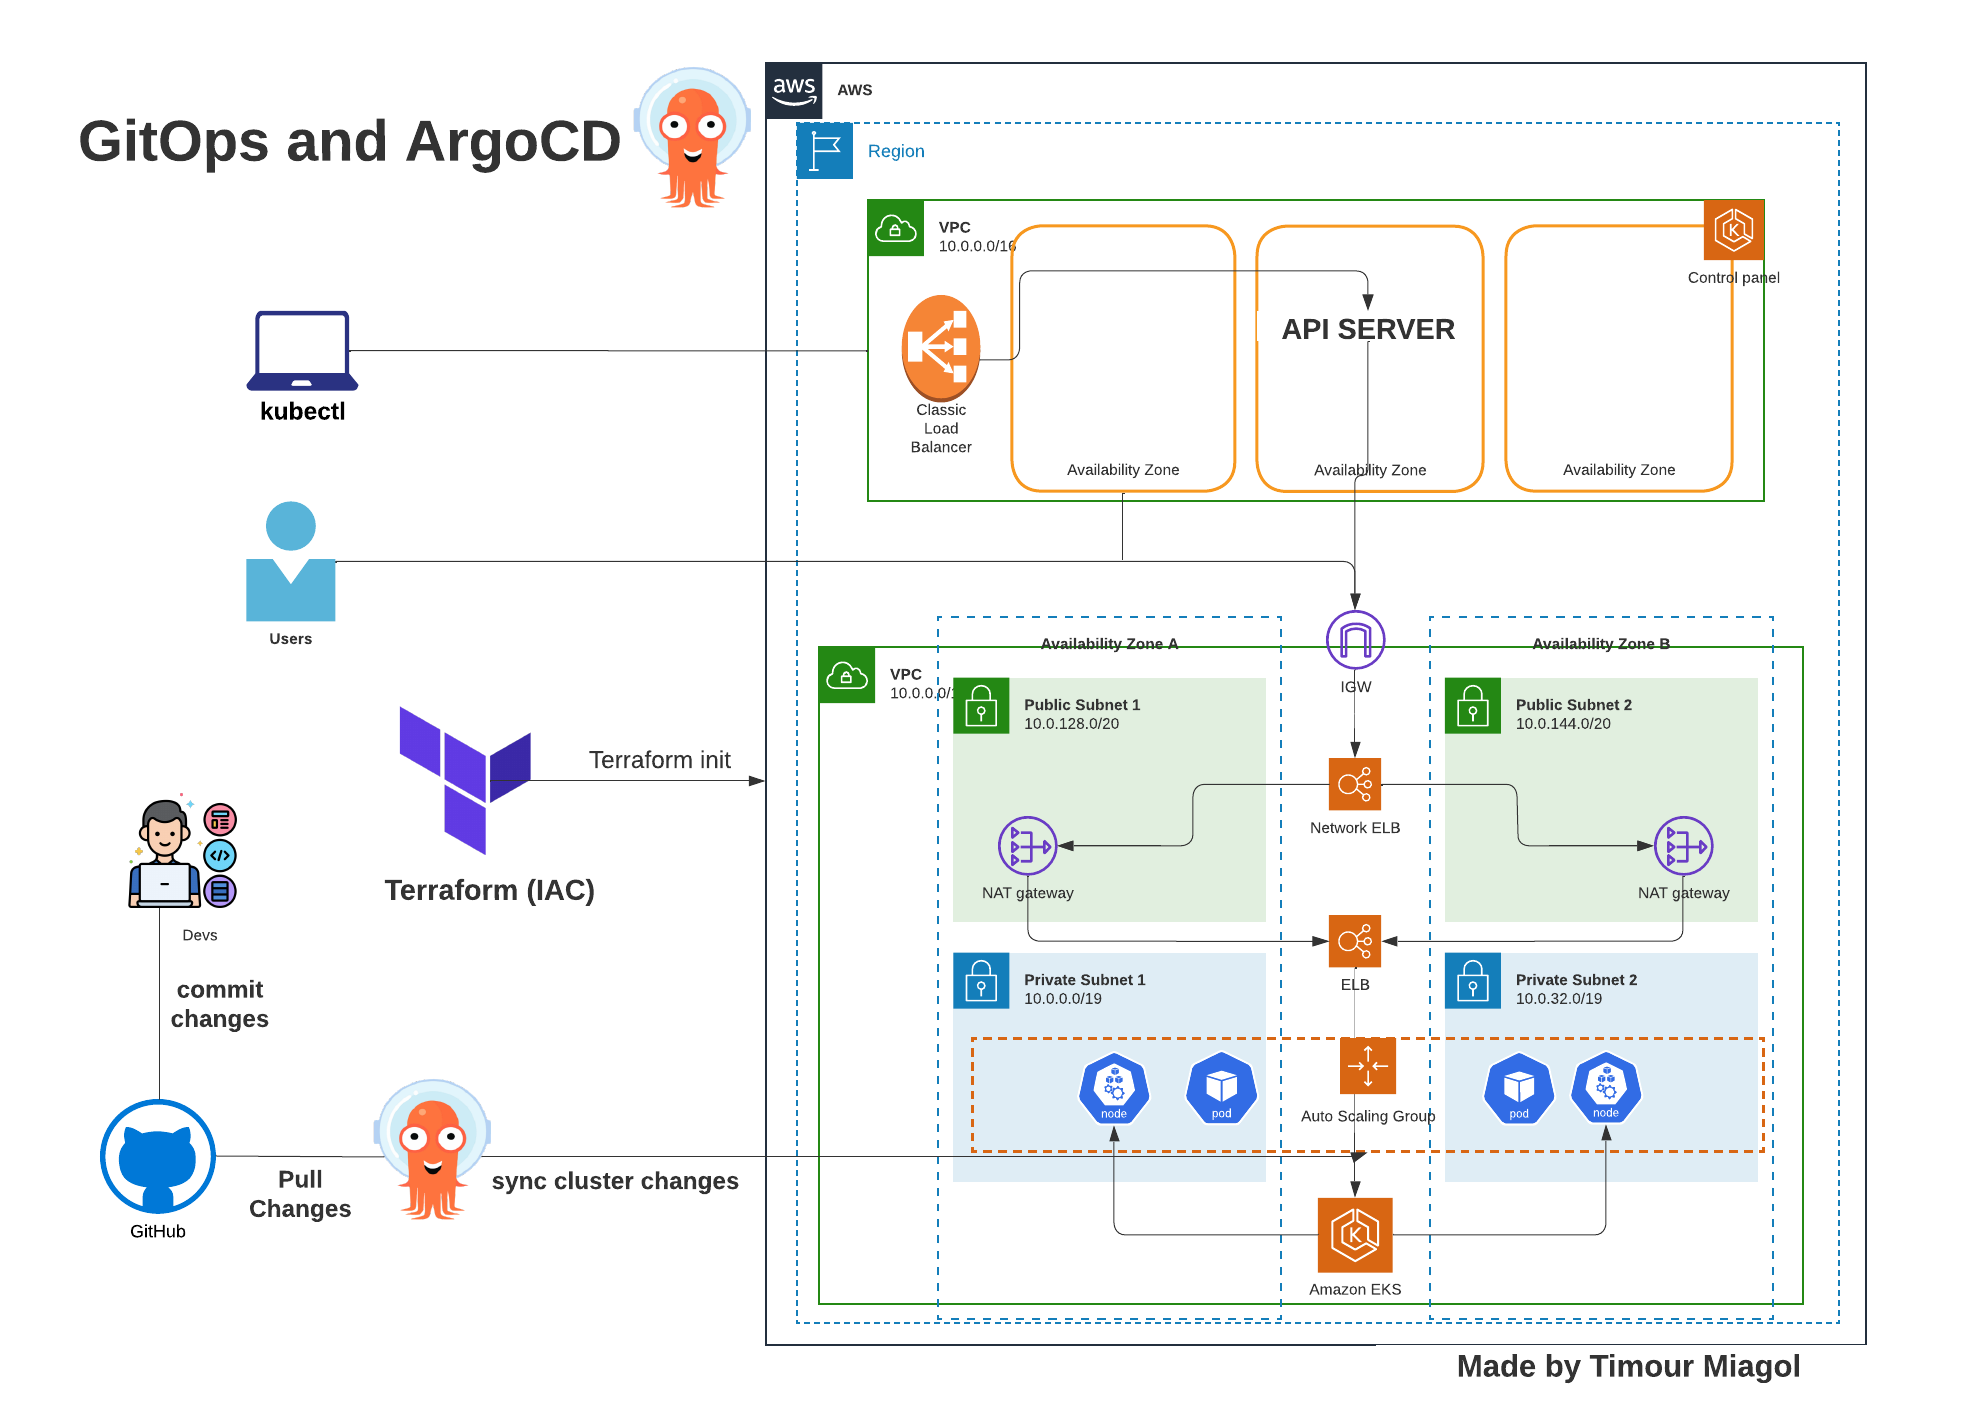 GitOps and ArgoCD
aws
AWS
Region
VPC
10.0.0.0/16
Control panel
API SERVER
Classic
Load
Balancer
Availability Zone
Availability Zone
Availability Zone
kubectl
Users
Availability Zone A
Availability Zone B
VPC
10.0.0.0/1
IGW
Public Subnet 1
10.0.128.0/20
Public Subnet 2
10.0.144.0/20
Terraform init
Terraform (IAC)
Network ELB
NAT gateway
NAT gateway
Devs
commit
changes
ELB
Private Subnet 1
10.0.0.0/19
Private Subnet 2
10.0.32.0/19
node
pod
pod
node
Auto Scaling Group
Pull
Changes
sync cluster changes
GitHub
K
K
Amazon EKS
Made by Timour Miagol